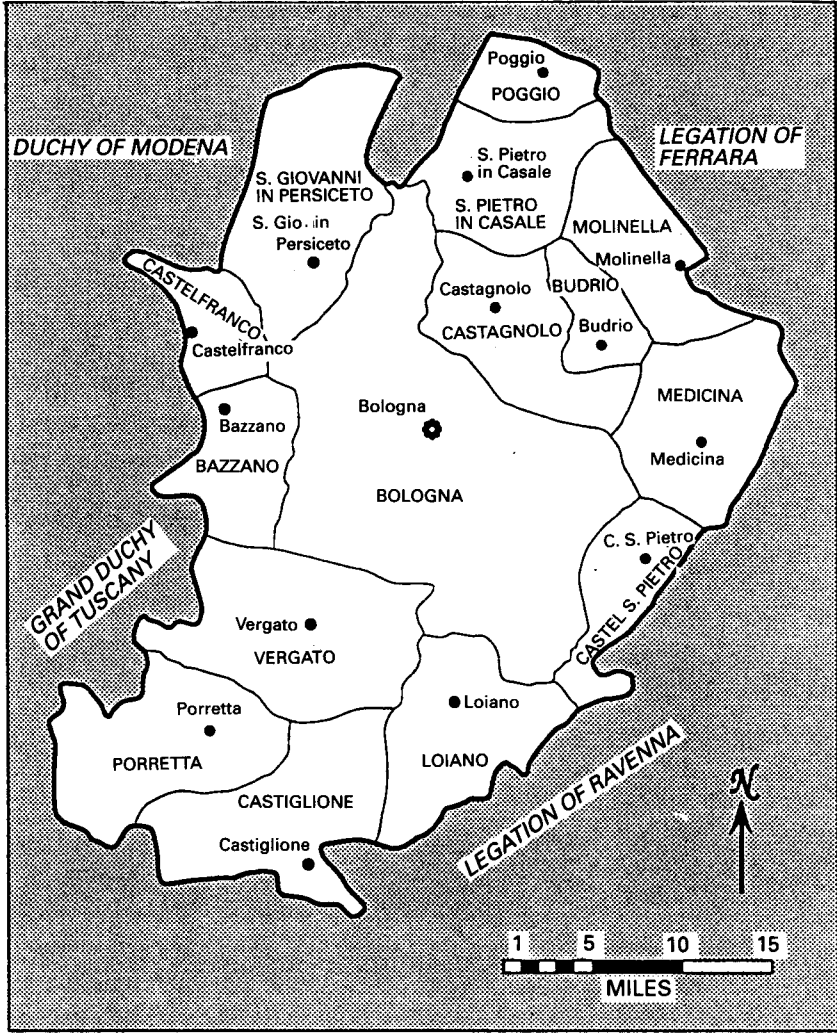 Poggio
POGGIO
DUCHY OF MODENA
LEGATION OF
FERRARA
S. Pietro
in Casale
S. PIETRO
IN CASALE
S. GIOVANNI
IN PERSICETO
S. Gio. in
Persiceto
MOLINELLA
Molinella
CASTELFRANCO
Castelfranco
Castagnolo
CASTAGNOLO
BUDRIO
Budrio
MEDICINA
Medicina
Bazzano
BAZZANO
Bologna
BOLOGNA
C. S. Pietro
CASTEL S. PIETRO
GRAND DUCHY
OF TUSCANY
Vergato
VERGATO
Porretta
PORRETTA
Loiano
LOIANO
CASTIGLIONE
Castiglione
LEGATION OF RAVENNA
N
1 5 10 15
MILES